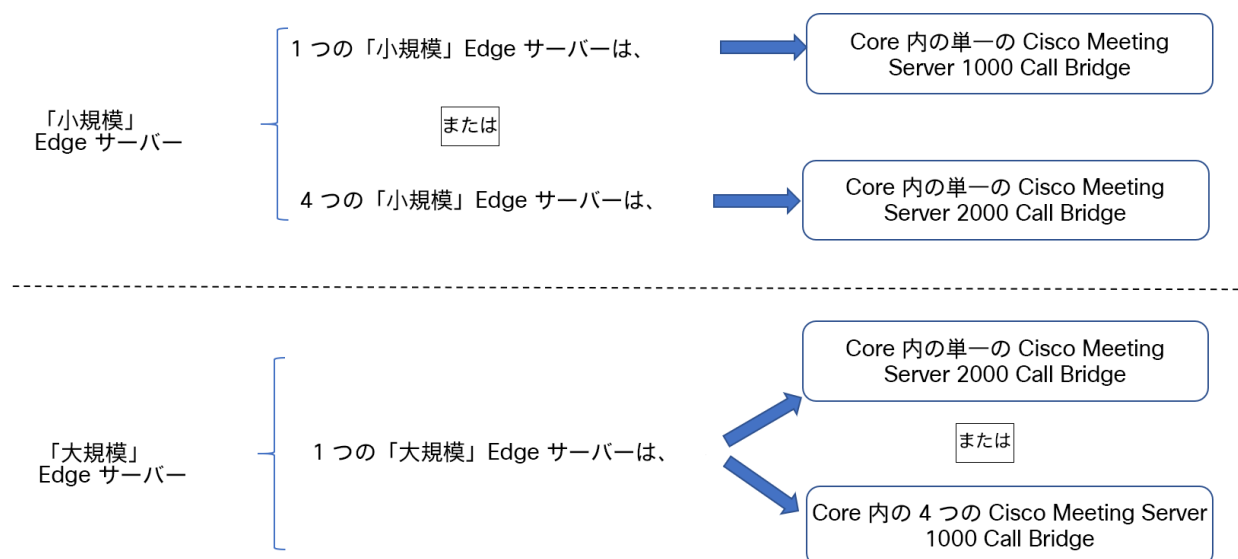 1 つの「小規模」Edge サーバーは、
Core 内の単一の Cisco Meeting
Server 1000 Call Bridge
「小規模」
Edge サーバー
または
4 つの「小規模」Edge サーバーは、
Core 内の単一の Cisco Meeting
Server 2000 Call Bridge
Core 内の単一の Cisco Meeting
Server 2000 Call Bridge
「大規模」
Edge サーバー
1 つの「大規模」Edge サーバーは、
または
Core 内の 4 つの Cisco Meeting Server
1000 Call Bridge